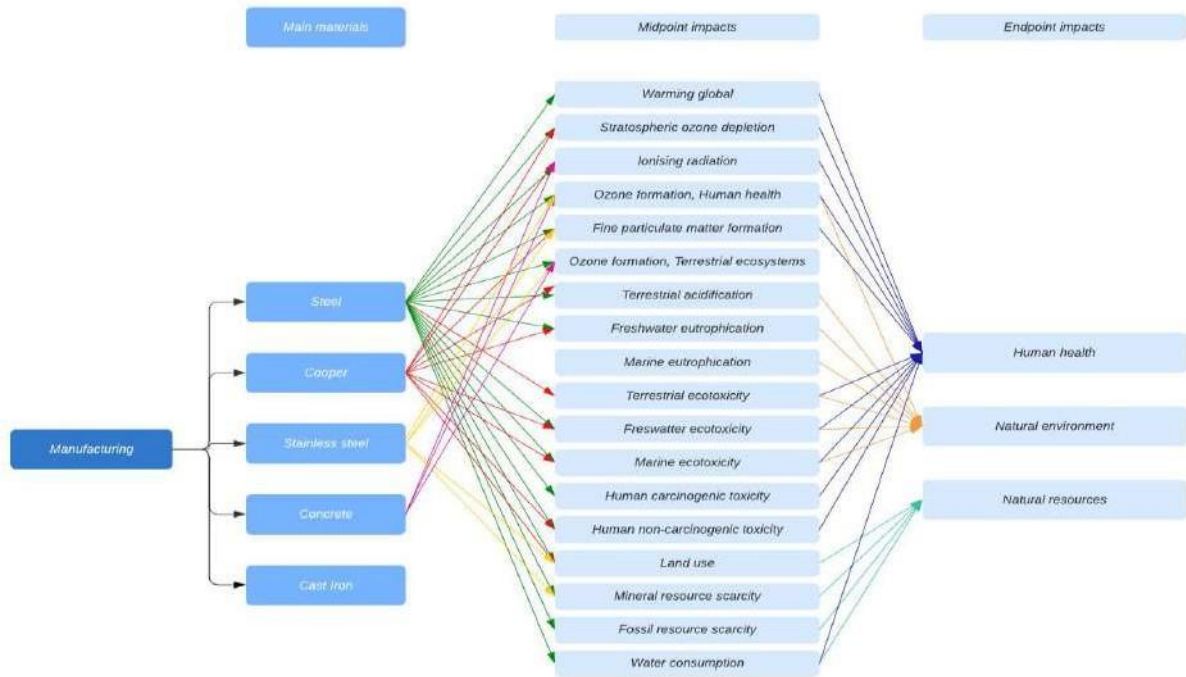 Main materials
Midpoint impacts
Endpoint impacts
Warming global
Stratospheric ozone depletion
Ionising radiation
Ozone formation, Human health
Fine particulate matter formation
Ozone formation, Terrestrial ecosystems
Terrestrial acidification
Freshwater eutrophication
Marine eutrophication
Terrestrial ecotoxicity
Freswatter ecotoxicity
Marine ecotoxicity
Human carcinogenic toxicity
Human non-carcinogenic toxicity
Land use
Mineral resource scarcity
Fossil resource scarcity
Water consumption
Manufacturing
Steel
Cooper
Stainless steel
Concrete
Cast Iron
Human health
Natural environment
Natural resources